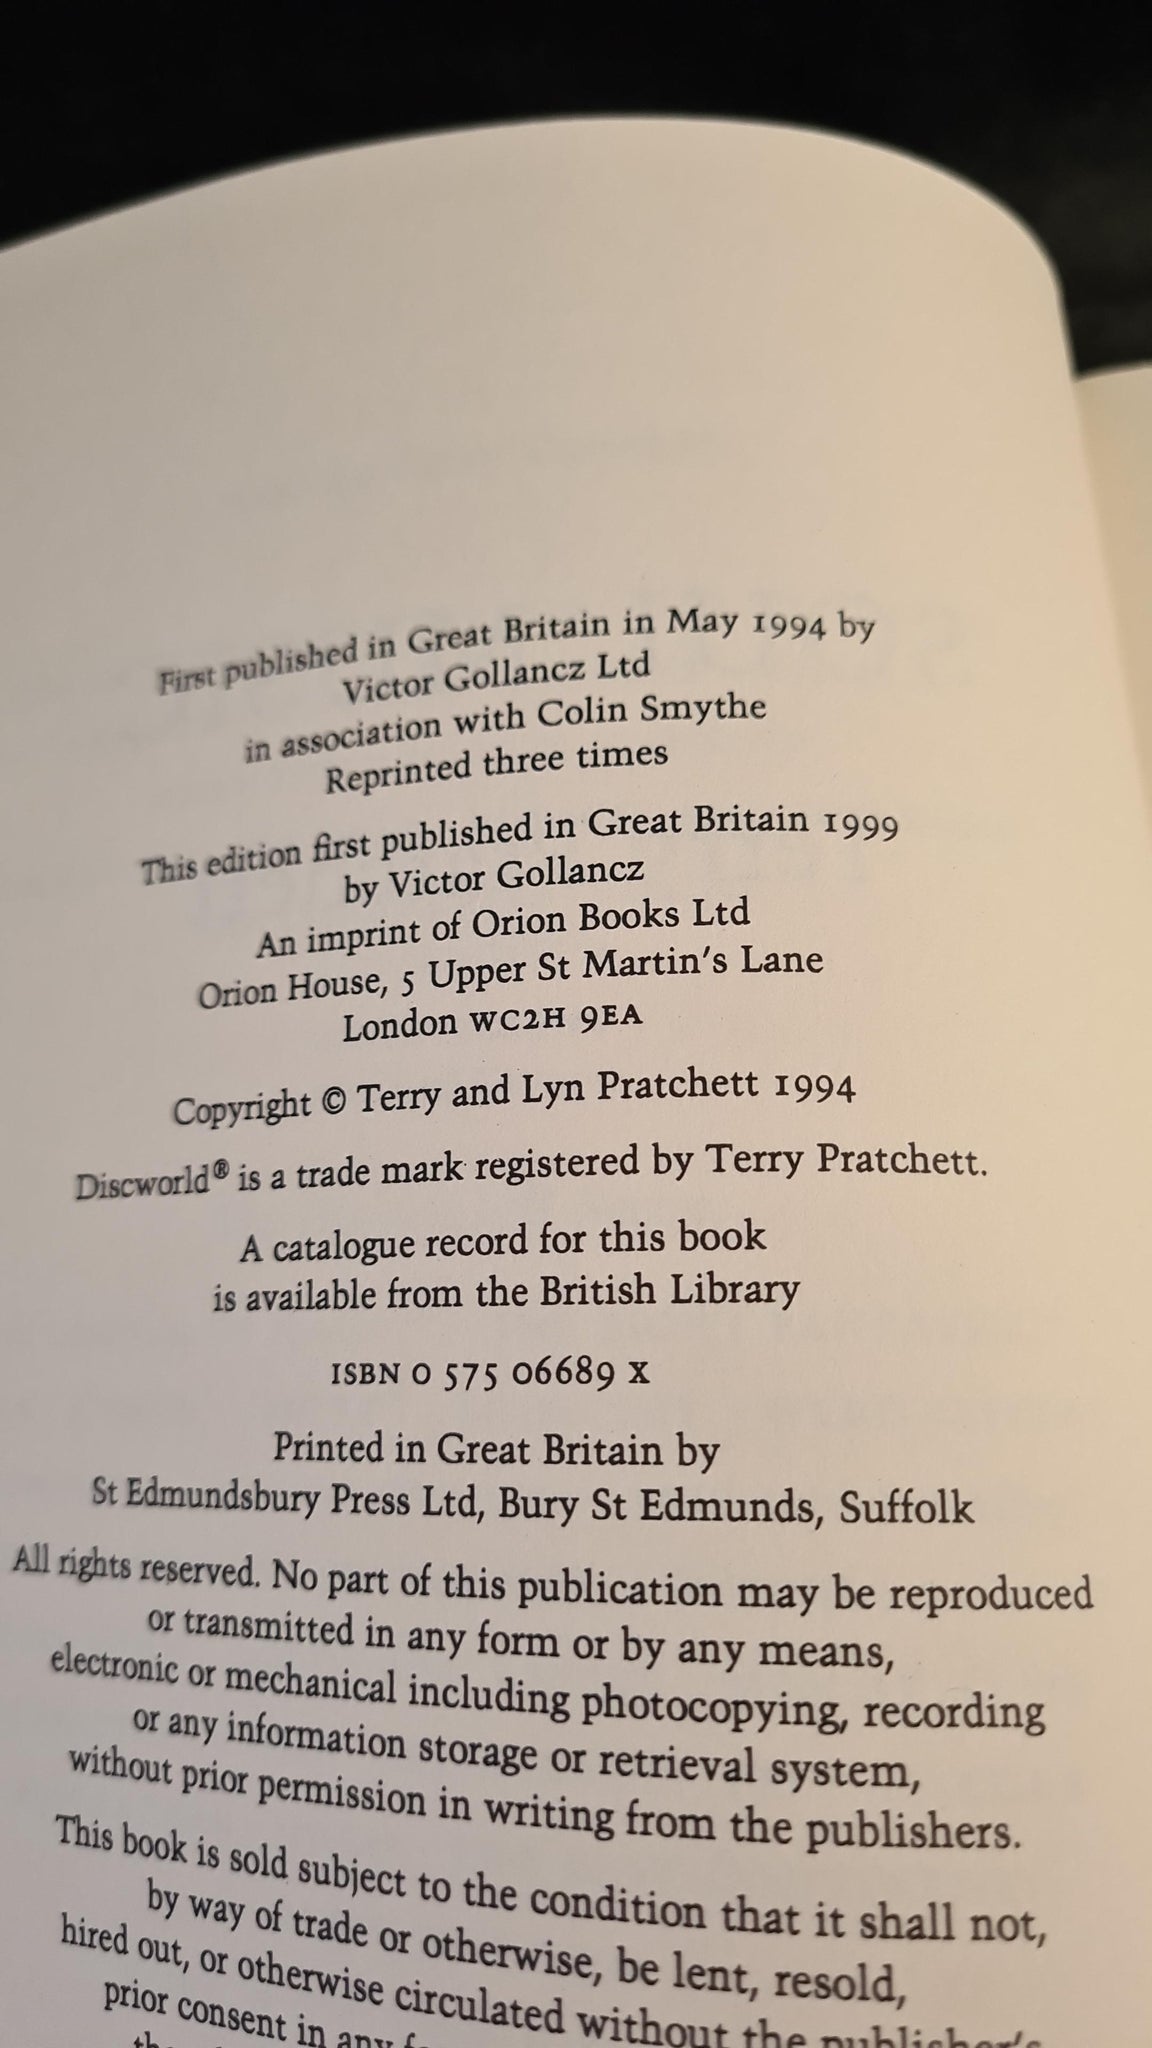 First published in Great Britain in May 1994 by
Victor Gollancz Ltd
in association with Colin Smythe
Reprinted three times
This edition first published in Great Britain 1999
by Victor Gollancz
An imprint of Orion Books Ltd
Orion House, 5 Upper St Martin's Lane
London WC2H 9EA
Copyright © Terry and Lyn Pratchett 1994
Discworld® is a trade mark registered by Terry Pratchett.
A catalogue record for this book
is available from the British Library
ISBN 0 575 06689 X
Printed in Great Britain by
St Edmundsbury Press Ltd, Bury St Edmunds, Suffolk
All rights reserved. No part of this publication may be reproduced
or transmitted in any form or by any means,
electronic or mechanical including photocopying, recording
or any information storage or retrieval system,
without prior permission in writing from the publishers.
This book is sold subject to the condition that it shall not,
by way of trade or otherwise, be lent, resold,
hired out, or otherwise circulated without the publisher's
prior consent in any